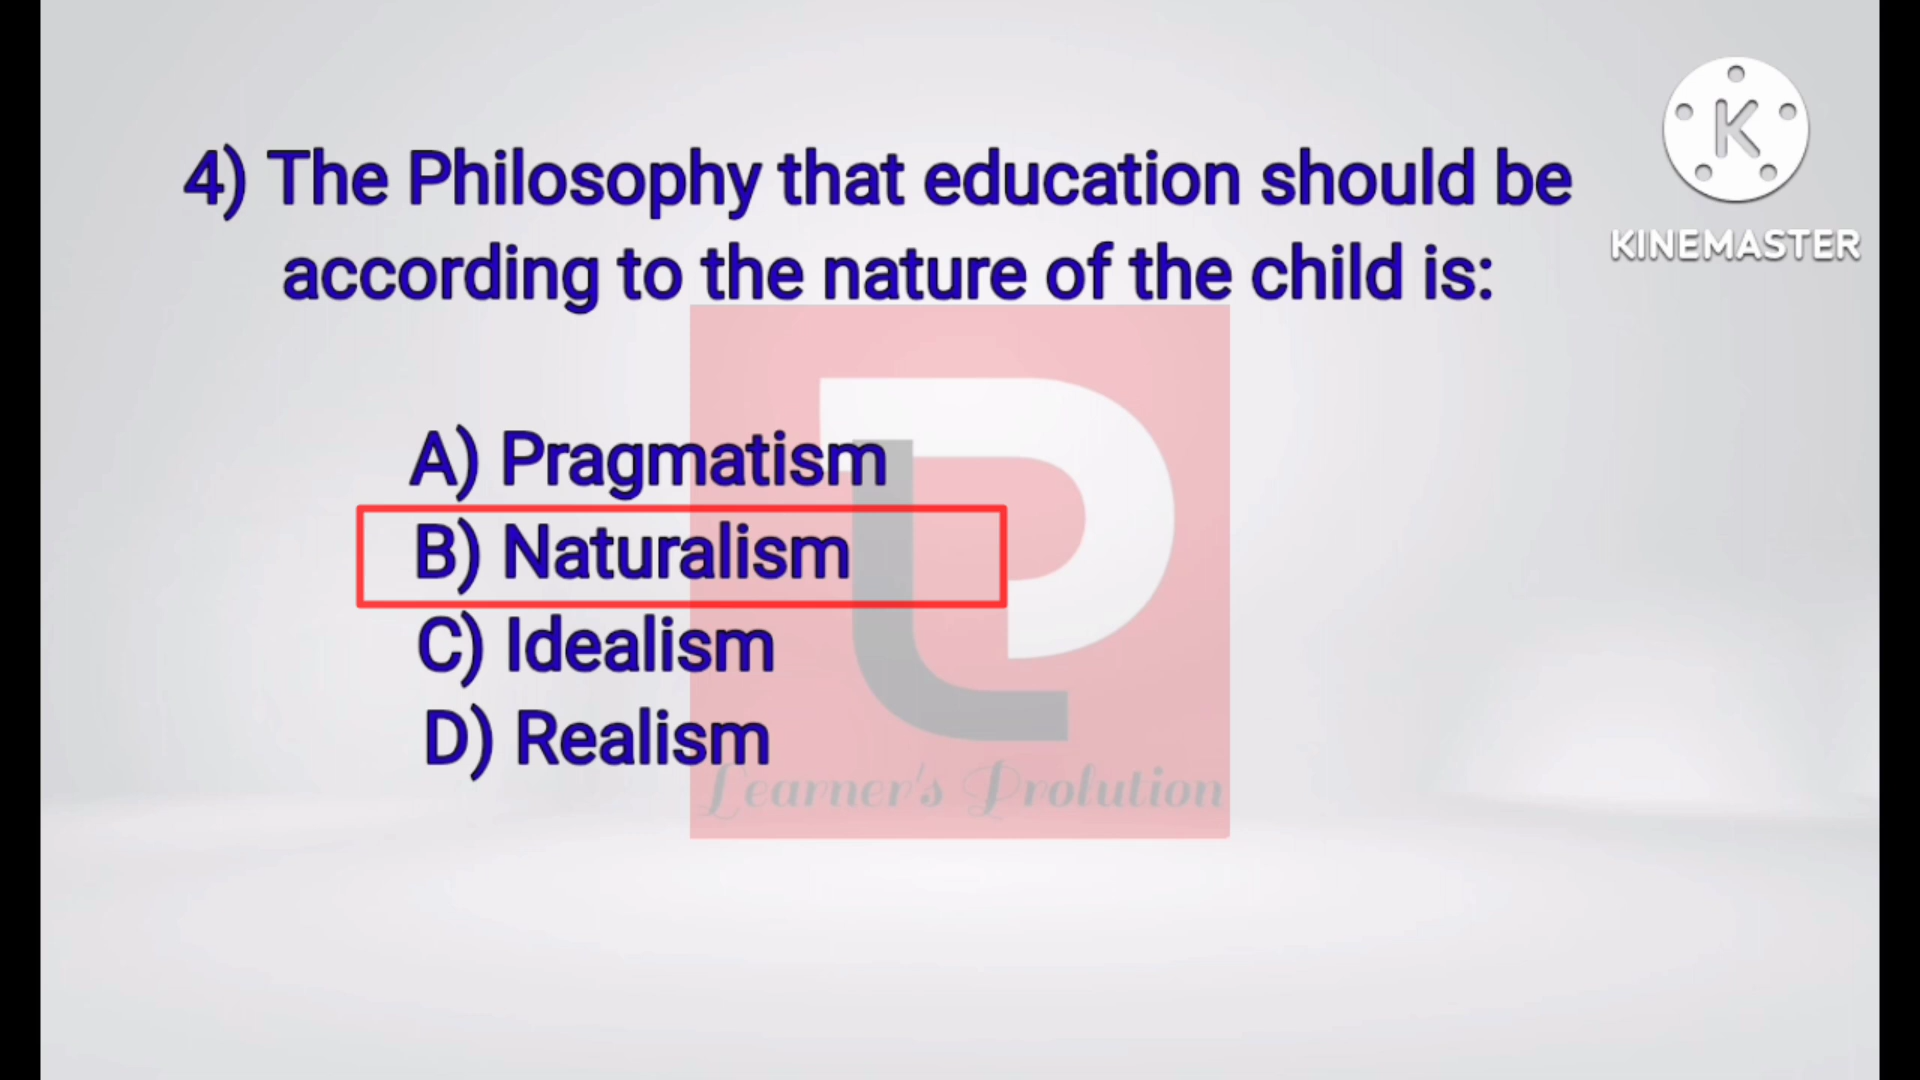 4) The Philosophy that education should be
according to the nature of the child is:
A) Pragmatism
B) Naturalism
C) Idealism
D) Realism
Learner's Prolution
K
KINEMASTER